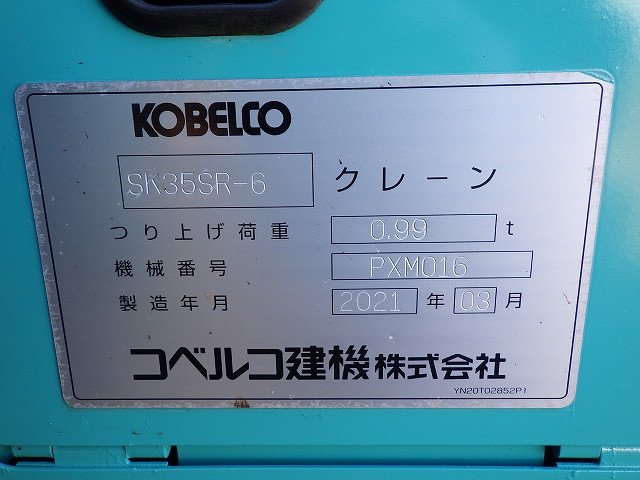 KOBELCO
SK35SR-6 クレーン
つり上げ荷重 0.99 t
機械番号 PXM016
製造年月 2021 年 03 月
コベルコ建機株式会社
YN20T02852P1